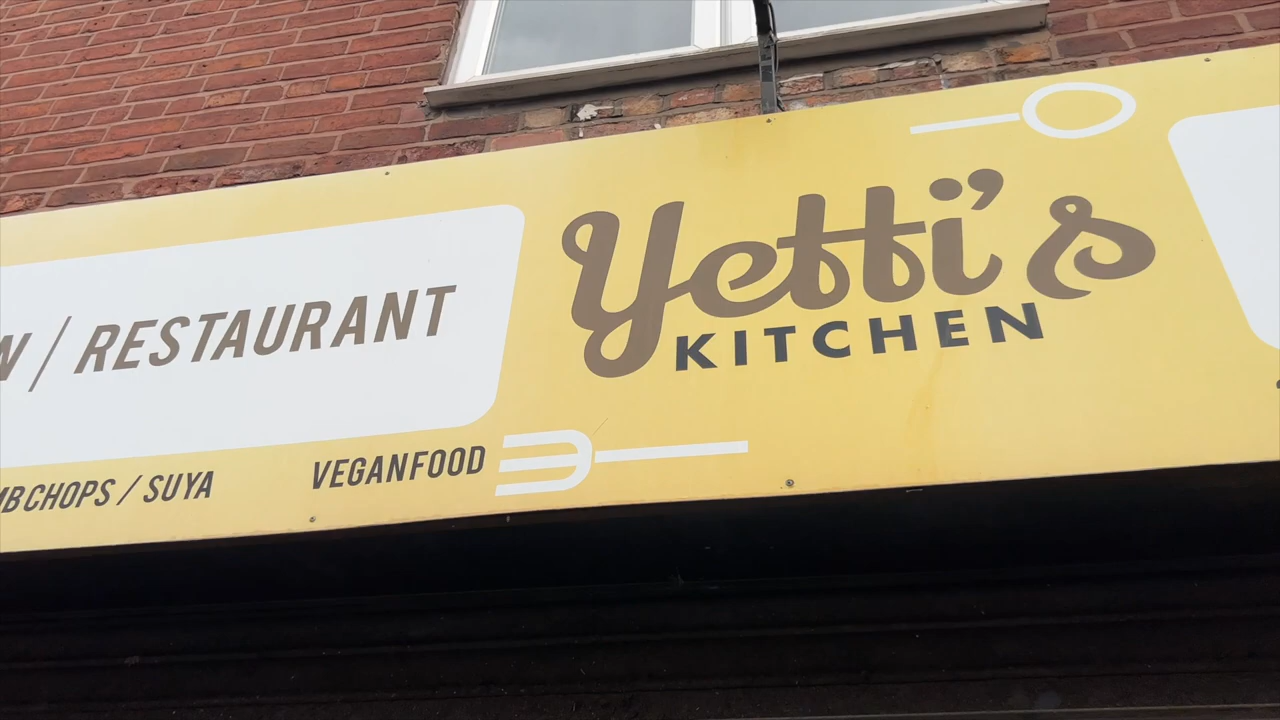 / RESTAURANT
Yetti's
KITCHEN
/ SUYA
VEGANFOOD